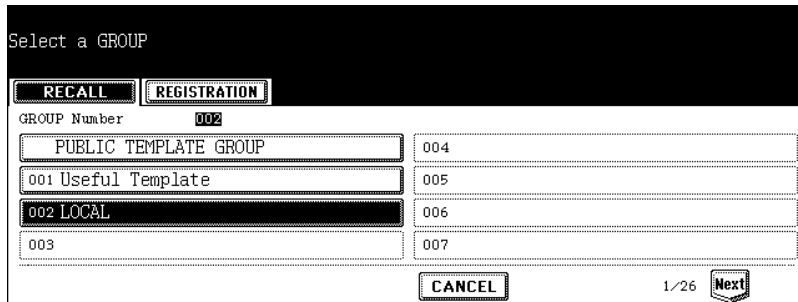 Select a GROUP
RECALL REGISTRATION
GROUP Number 002
PUBLIC TEMPLATE GROUP
001 Useful Template
002 LOCAL
003
004
005
006
007
CANCEL 1/26 Next